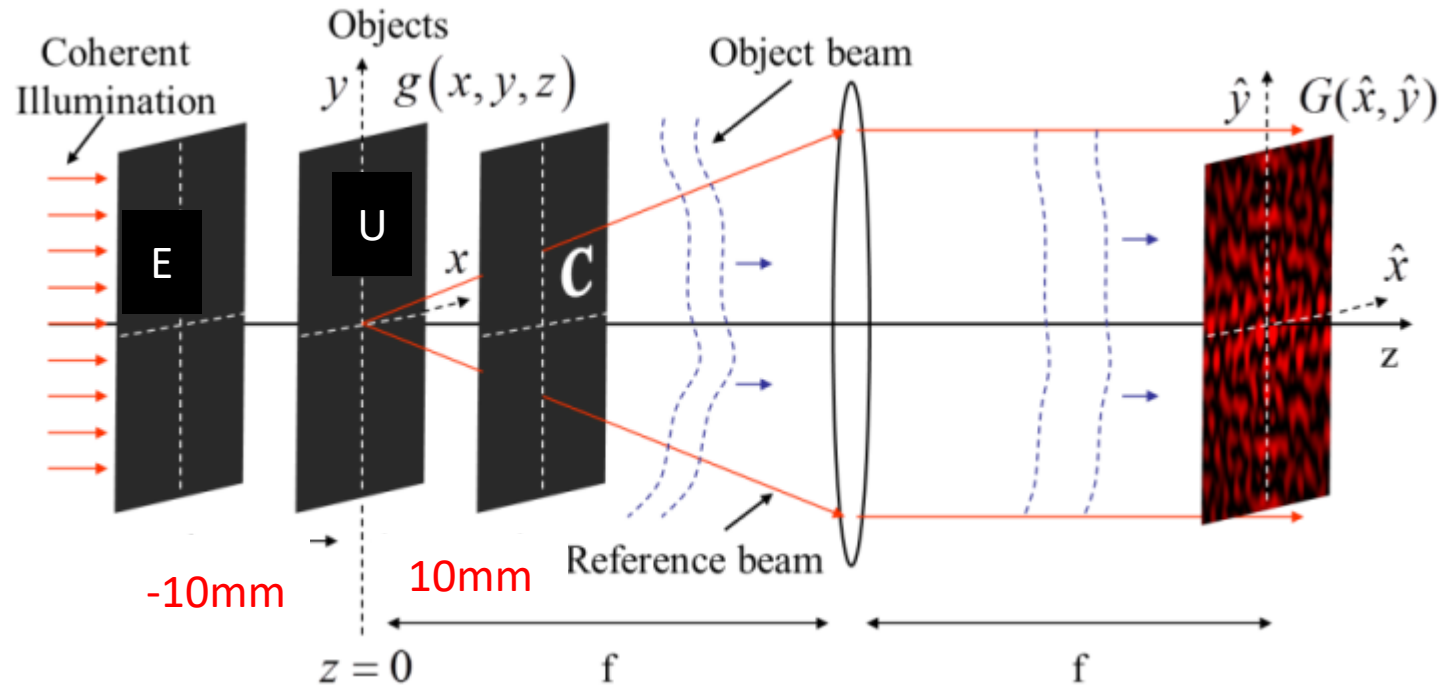 Objects
Coherent
Illumination
y
g(x, y, z)
Object beam
ŷ
G(x̂, ŷ)
E
U
C
x
x̂
z
Reference beam
-10mm
10mm
z = 0
f
f